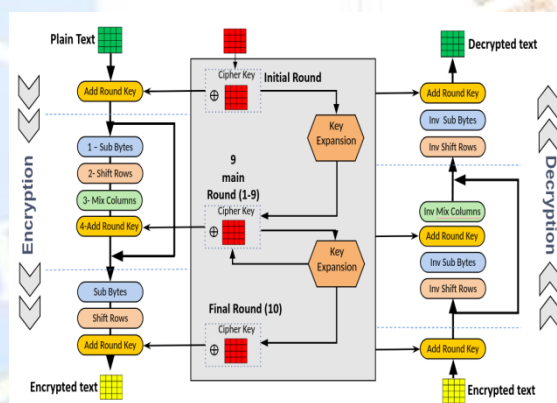 Plain Text
Add Round Key
Encryption
1 – Sub Bytes
2- Shift Rows
3- Mix Columns
4-Add Round Key
Sub Bytes
Shift Rows
Add Round Key
Encrypted text
Cipher Key
Initial Round
⊕
Key
Expansion
9
main
Round (1-9)
Cipher Key
⊕
Key
Expansion
Final Round (10)
Cipher Key
⊕
Decrypted text
Add Round Key
Inv Sub Bytes
Inv Shift Rows
Decryption
Inv Mix Columns
Add Round Key
Inv Sub Bytes
Inv Shift Rows
Add Round Key
Encrypted text